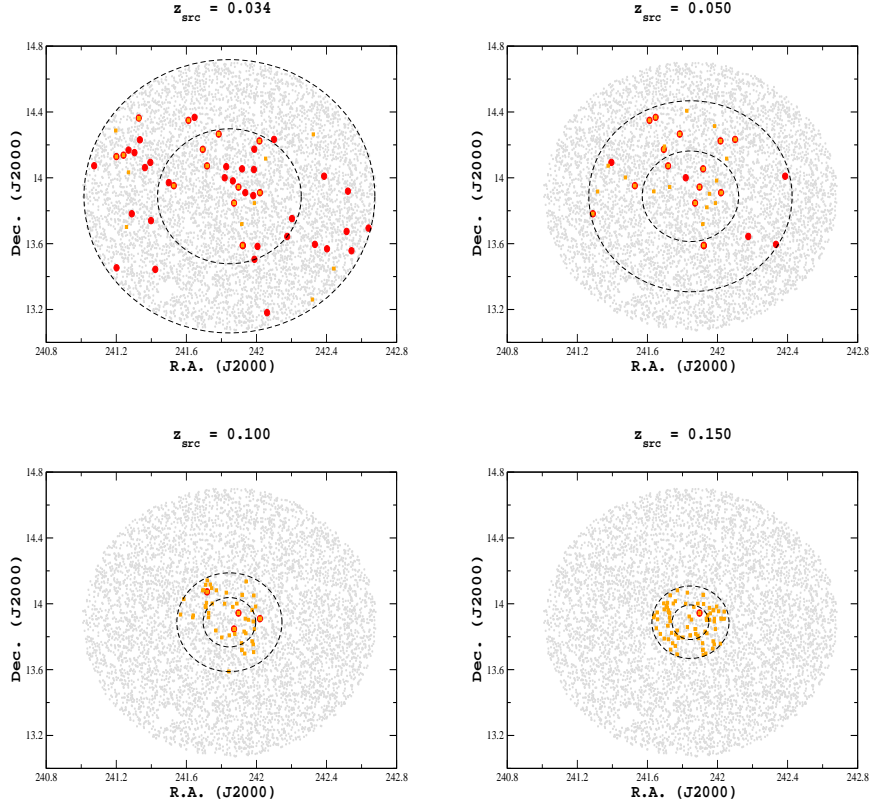 z_src = 0.034
14.8
14.4
14
13.6
13.2
Dec. (J2000)
240.8 241.2 241.6 242 242.4 242.8
R.A. (J2000)
z_src = 0.050
14.8
14.4
14
13.6
13.2
Dec. (J2000)
240.8 241.2 241.6 242 242.4 242.8
R.A. (J2000)
z_src = 0.100
14.8
14.4
14
13.6
13.2
Dec. (J2000)
240.8 241.2 241.6 242 242.4 242.8
R.A. (J2000)
z_src = 0.150
14.8
14.4
14
13.6
13.2
Dec. (J2000)
240.8 241.2 241.6 242 242.4 242.8
R.A. (J2000)